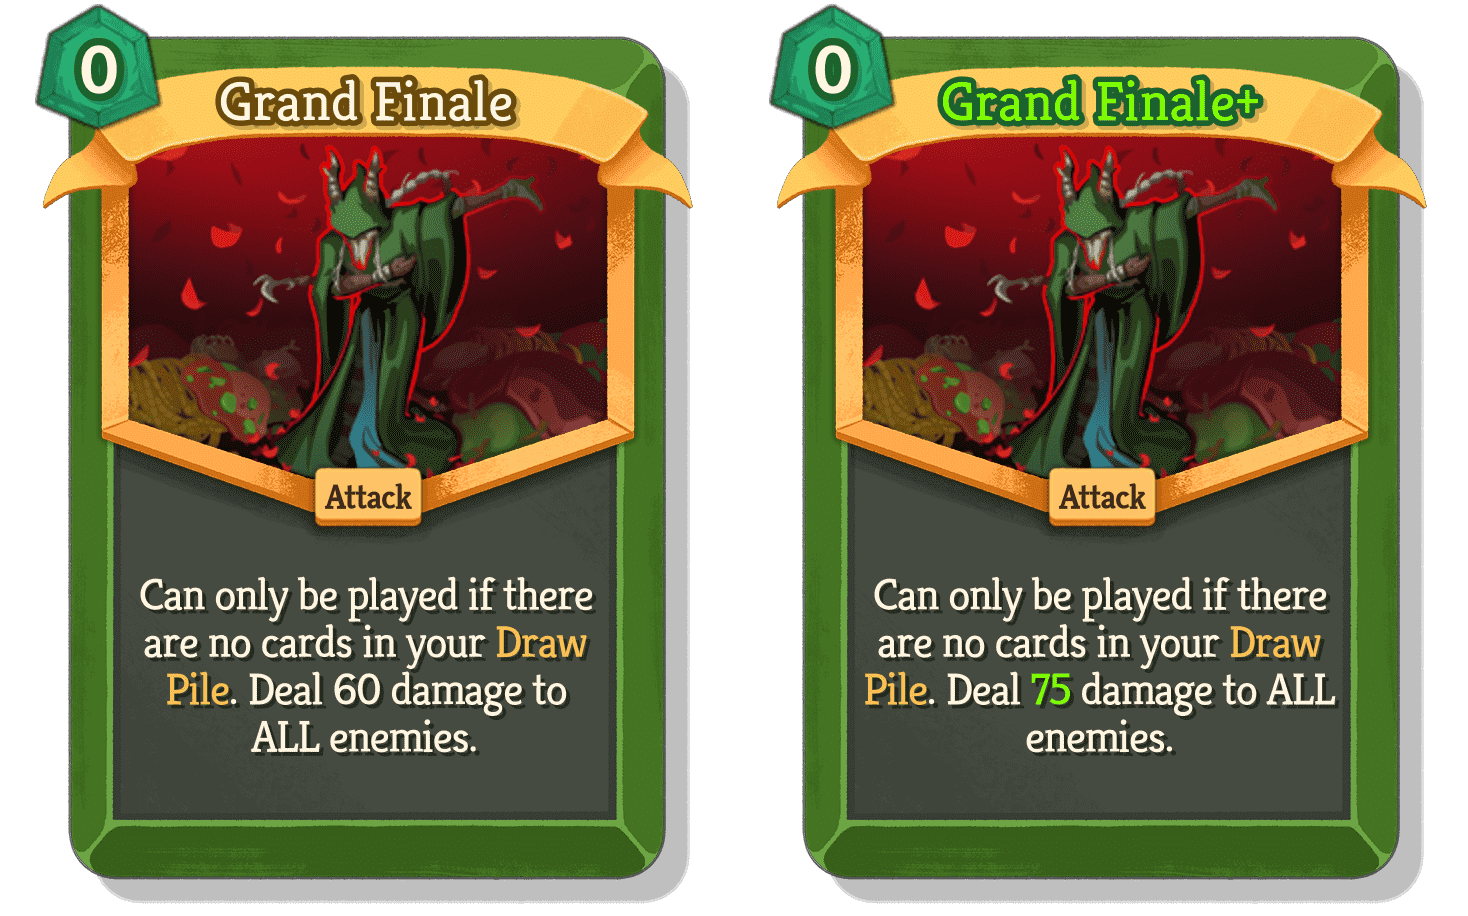 0
Grand Finale
Attack
Can only be played if there
are no cards in your Draw
Pile. Deal 60 damage to
ALL enemies.
0
Grand Finale+
Attack
Can only be played if there
are no cards in your Draw
Pile. Deal 75 damage to ALL
enemies.